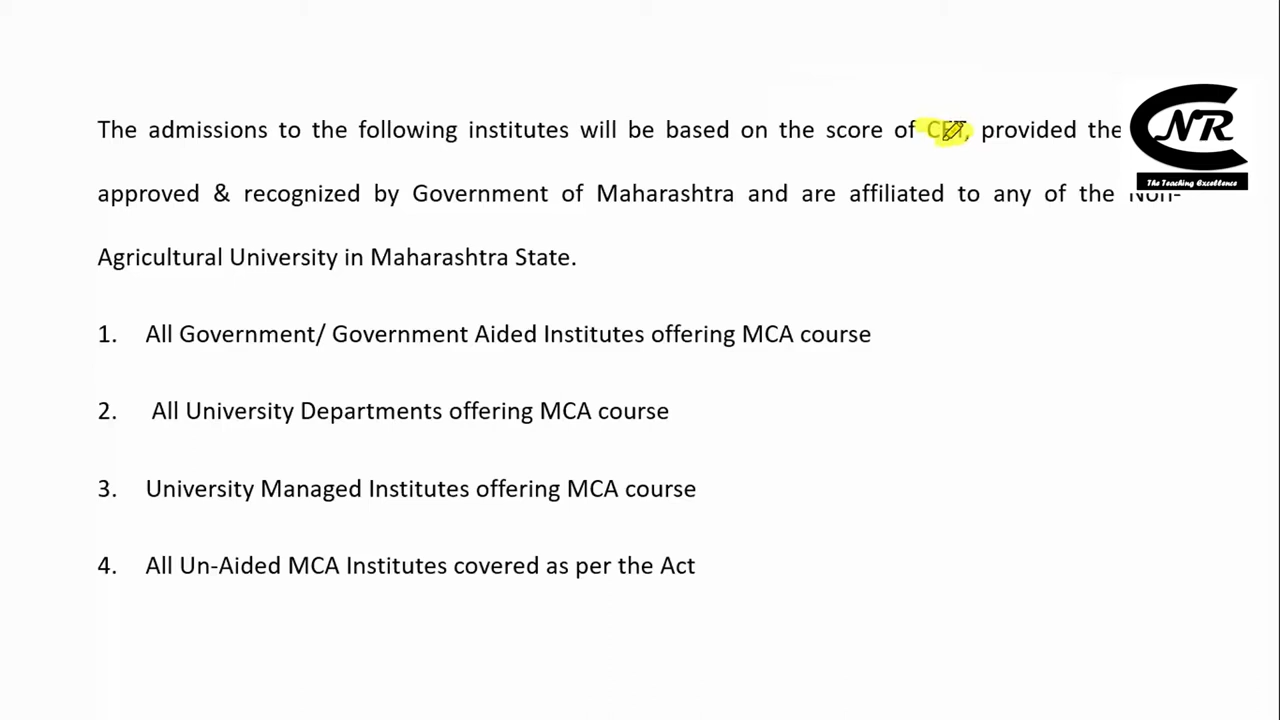 The admissions to the following institutes will be based on the score of CET, provided the
approved & recognized by Government of Maharashtra and are affiliated to any of the Non-
Agricultural University in Maharashtra State.
1. All Government/ Government Aided Institutes offering MCA course
2. All University Departments offering MCA course
3. University Managed Institutes offering MCA course
4. All Un-Aided MCA Institutes covered as per the Act
CNR
The Teaching Excellence